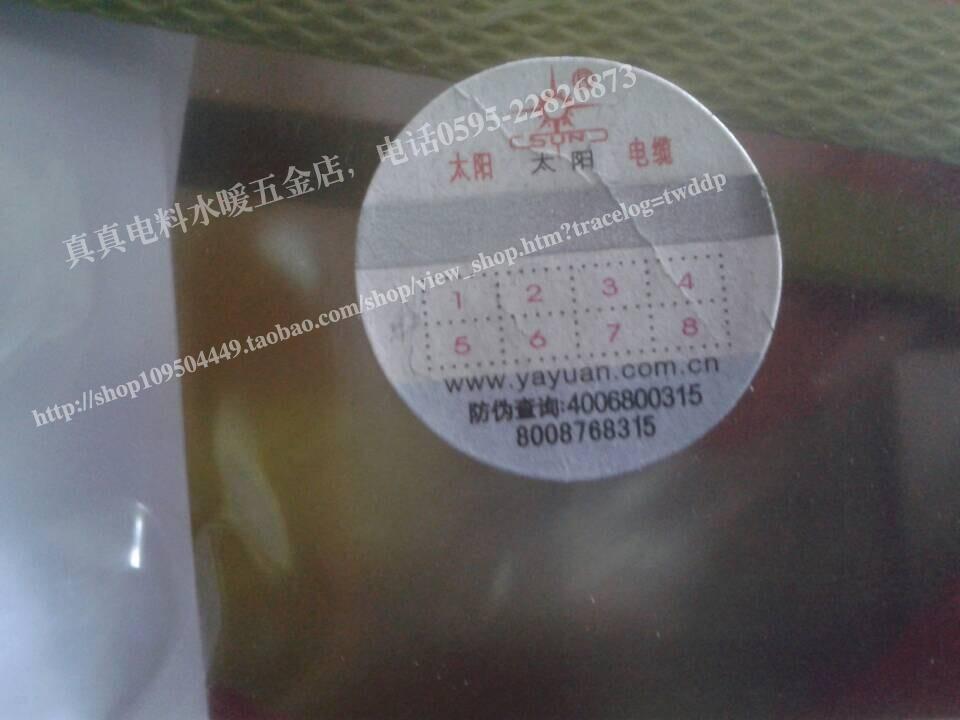 真真电料水暖五金店，电话0595-22826873
http://shop109504449.taobao.com/shop/view_shop.htm?tracelog=twddp
SUN
太阳 太阳 电缆
1 2 3 4
5 6 7 8
www.yayuan.com.cn
防伪查询:4006800315
8008768315